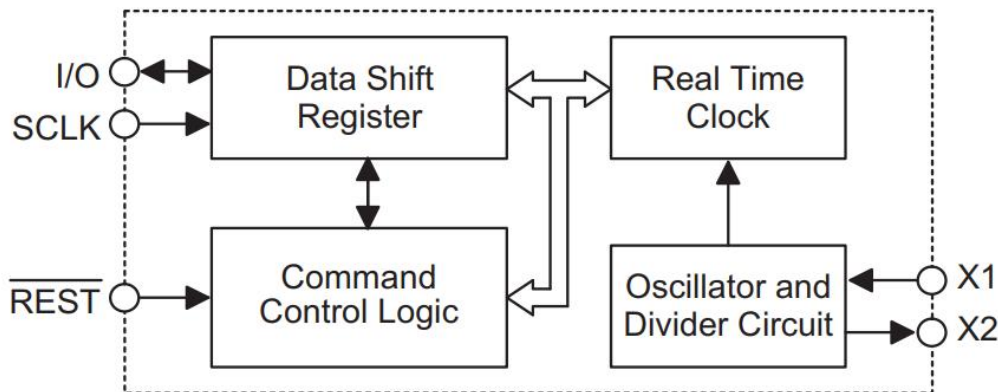 I/O
SCLK
Data Shift
Register
Real Time
Clock
REST
Command
Control Logic
Oscillator and
Divider Circuit
X1
X2